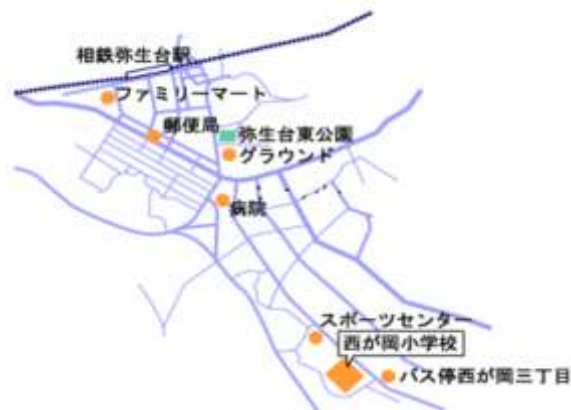 相鉄弥生台駅
ファミリーマート
郵便局
弥生台東公園
グラウンド
病院
スポーツセンター
西が岡小学校
バス停西が岡三丁目